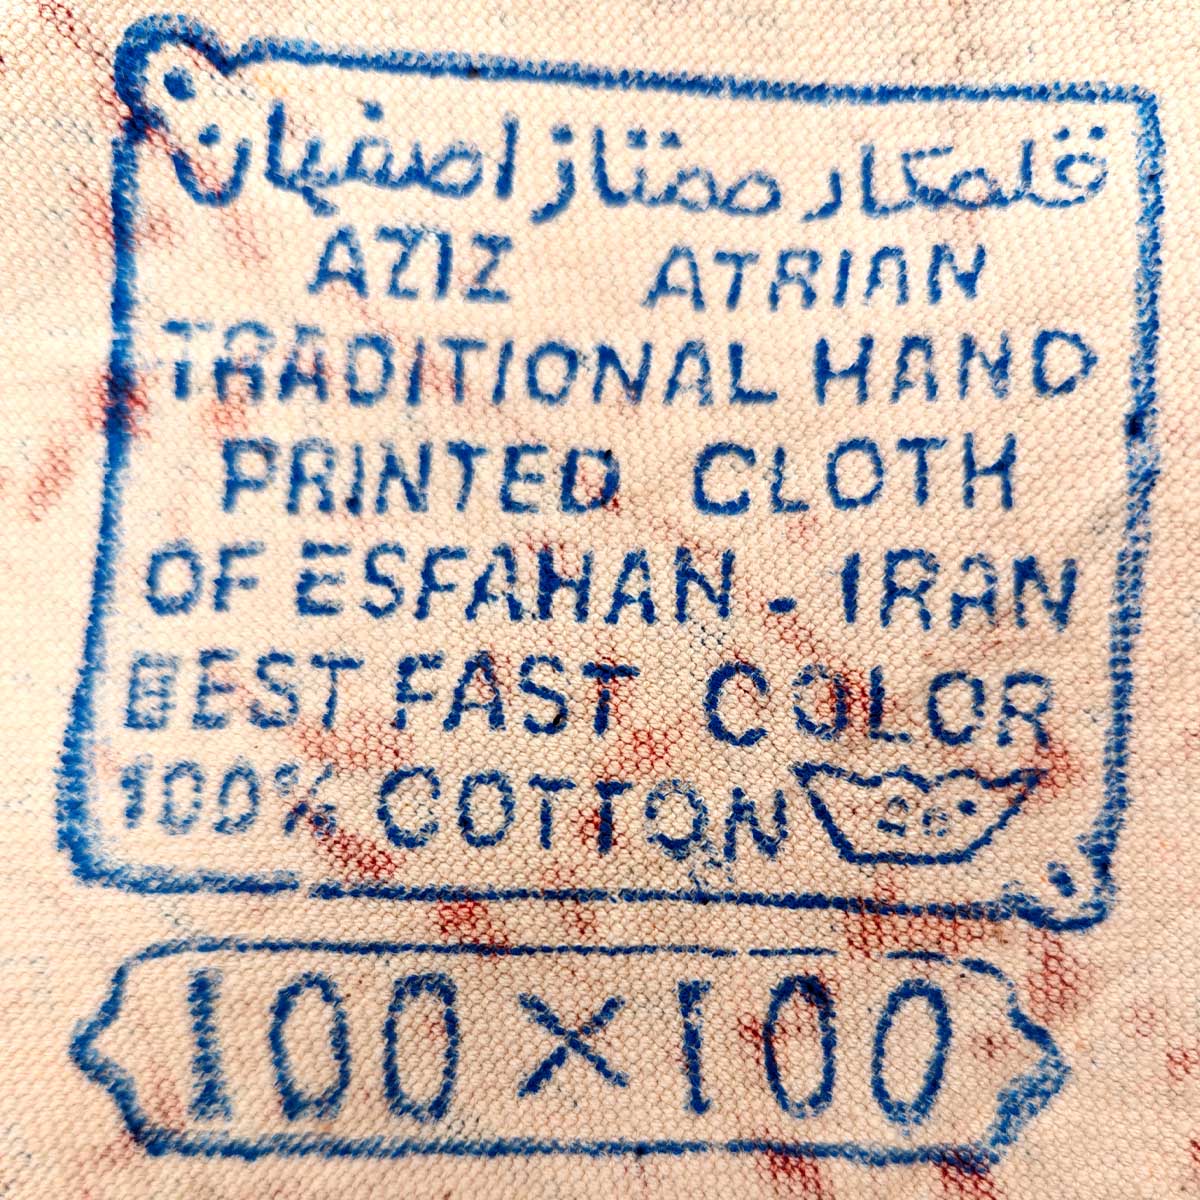 قلمکار ممتاز اصفهان
AZIZ ATRIAN
TRADITIONAL HAND
PRINTED CLOTH
OF ESFAHAN - IRAN
BEST FAST COLOR
100% COTTON
100×100